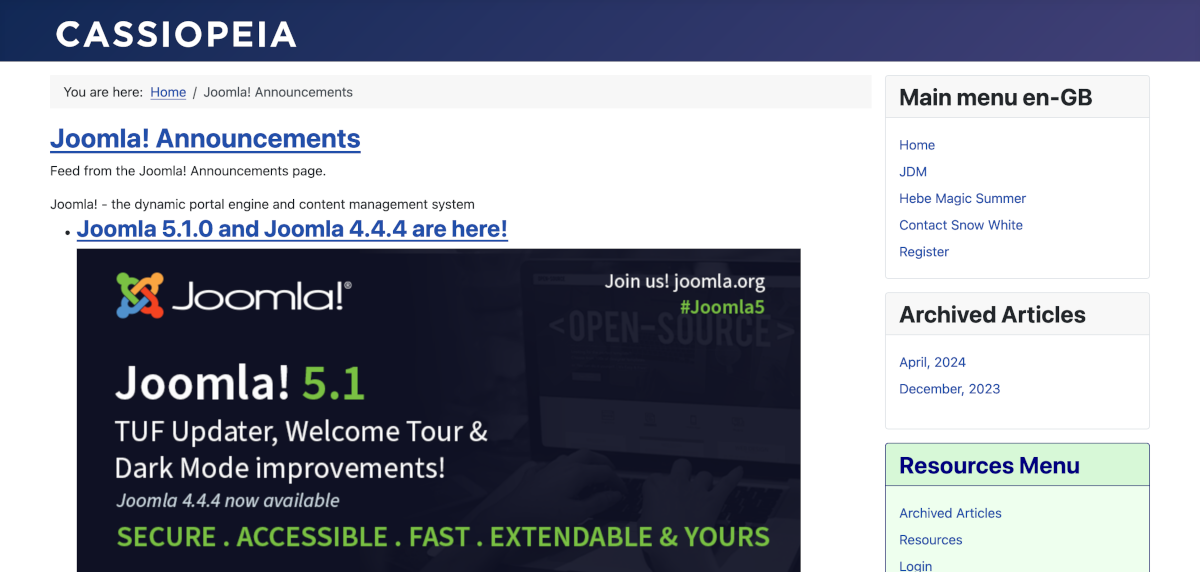 CASSIOPEIA
You are here: Home / Joomla! Announcements
Joomla! Announcements
Feed from the Joomla! Announcements page.
Joomla! - the dynamic portal engine and content management system
Joomla 5.1.0 and Joomla 4.4.4 are here!
Joomla!®
Join us! joomla.org
#Joomla5
<OPEN-SOURCE>
Joomla! 5.1
TUF Updater, Welcome Tour &
Dark Mode improvements!
Joomla 4.4.4 now available
SECURE . ACCESSIBLE . FAST . EXTENDABLE & YOURS
Main menu en-GB
Home
JDM
Hebe Magic Summer
Contact Snow White
Register
Archived Articles
April, 2024
December, 2023
Resources Menu
Archived Articles
Resources
Login